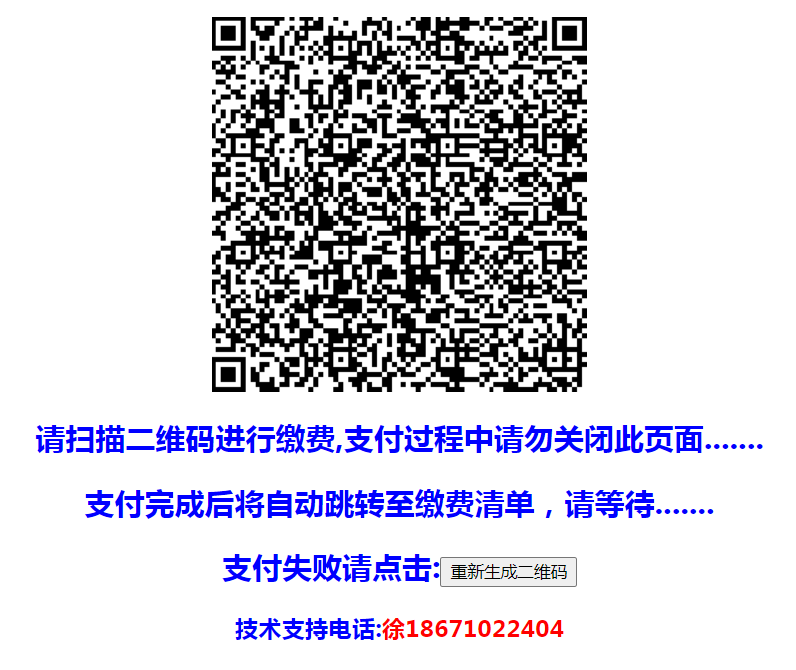 请扫描二维码进行缴费,支付过程中请勿关闭此页面.......
支付完成后将自动跳转至缴费清单，请等待.......
支付失败请点击:重新生成二维码
技术支持电话:徐18671022404